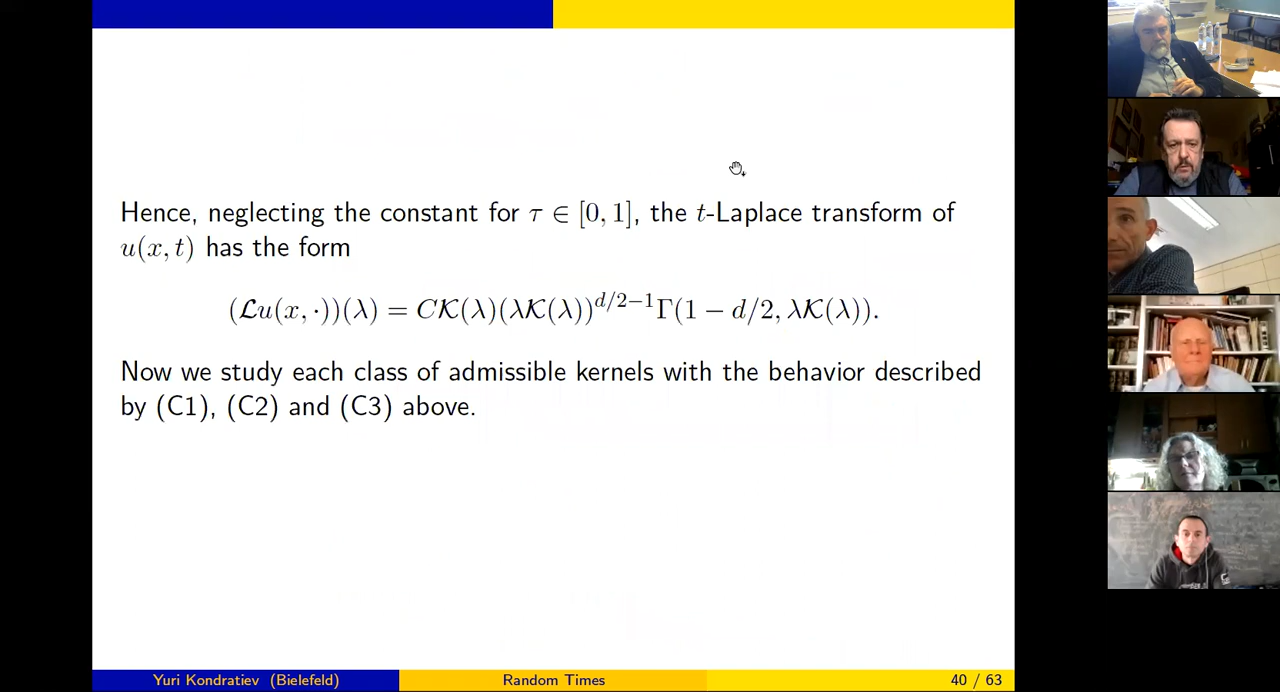 Hence, neglecting the constant for τ ∈ [0, 1], the t-Laplace transform of
u(x, t) has the form
(ℒu(x, ·))(λ) = C𝒦(λ)(λ𝒦(λ))^{d/2−1}Γ(1 − d/2, λ𝒦(λ)).
Now we study each class of admissible kernels with the behavior described
by (C1), (C2) and (C3) above.
Yuri Kondratiev (Bielefeld)
Random Times
40 / 63